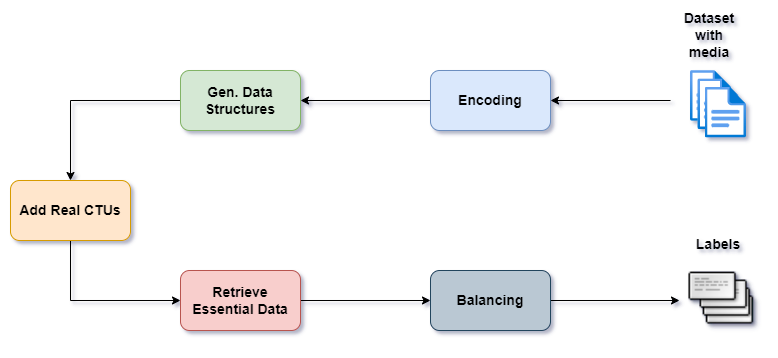 Dataset
with
media
Gen. Data
Structures
Encoding
Add Real CTUs
Labels
Retrieve
Essential Data
Balancing